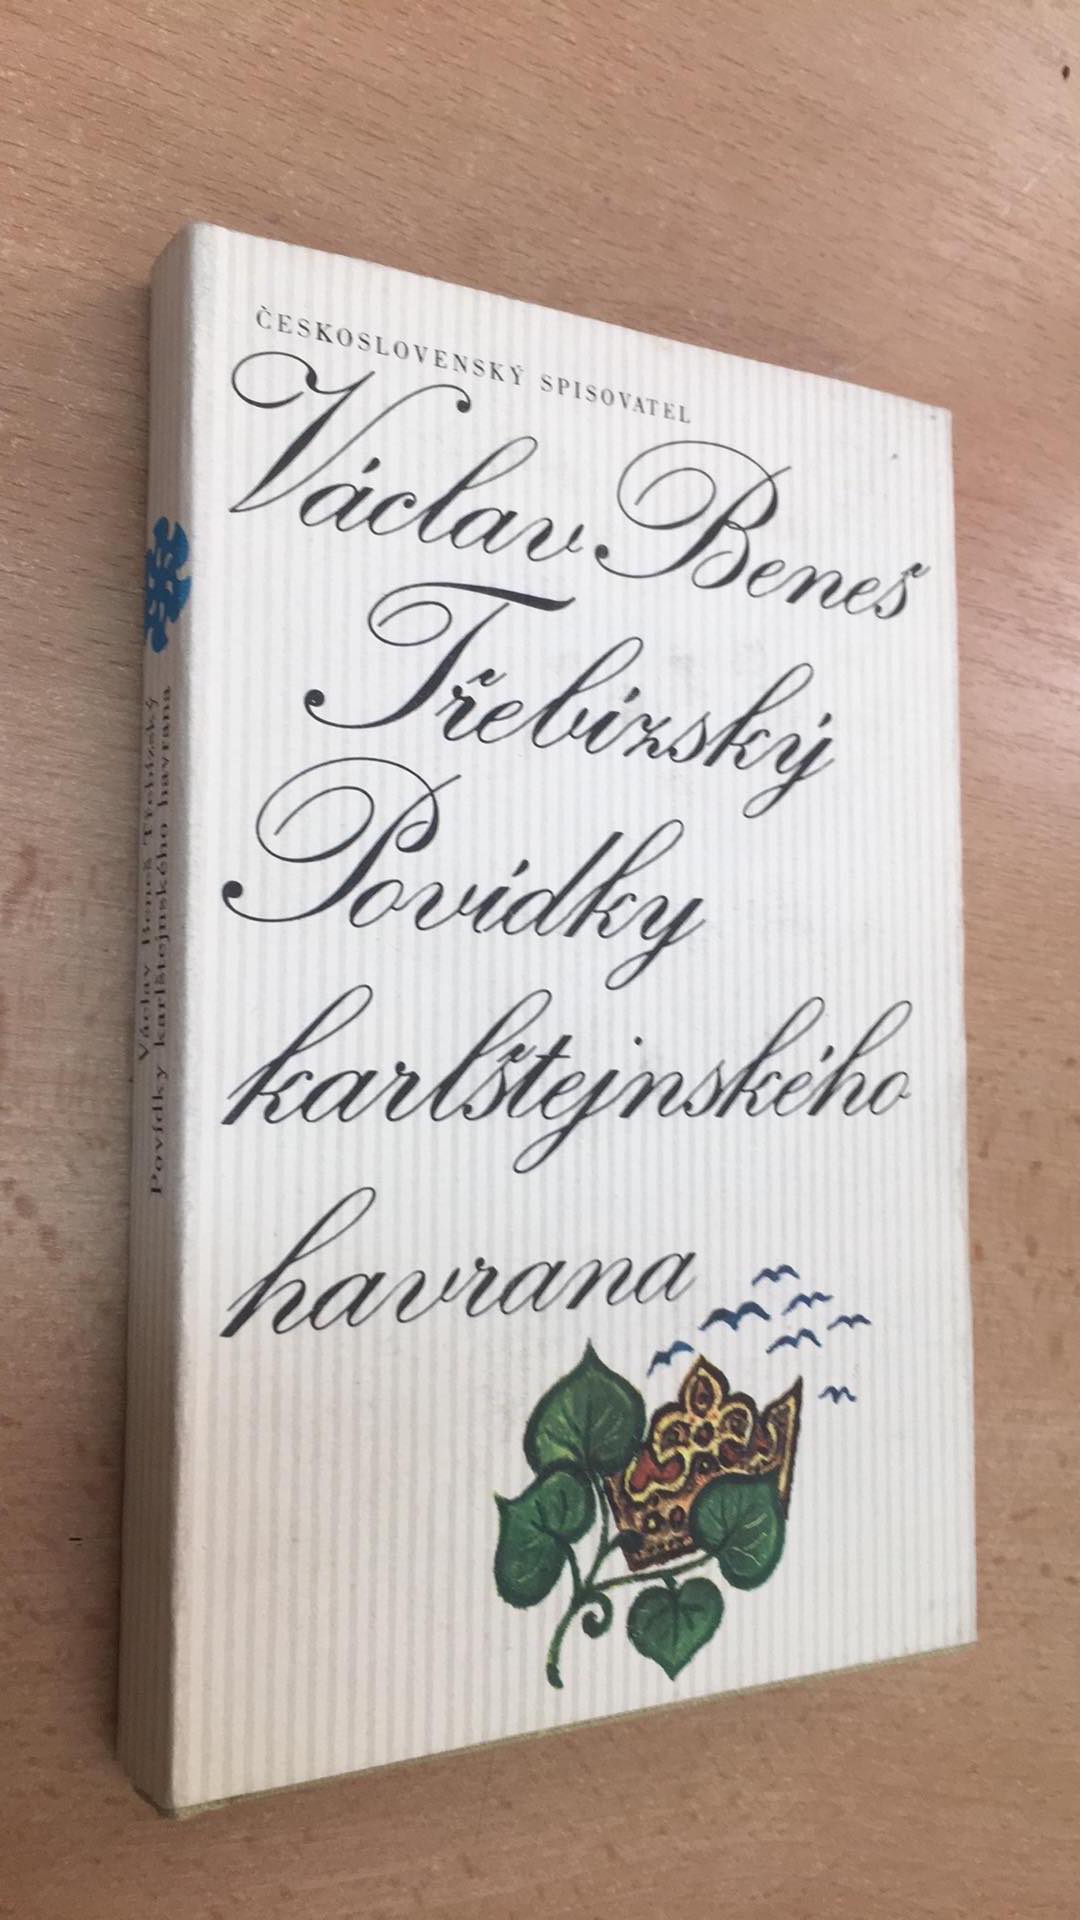 ČESKOSLOVENSKÝ SPISOVATEL
Václav Beneš
Třebízský
Povídky
karlštejnského
havrana
Václav Beneš Třebízský
Povídky karlštejnského havrana